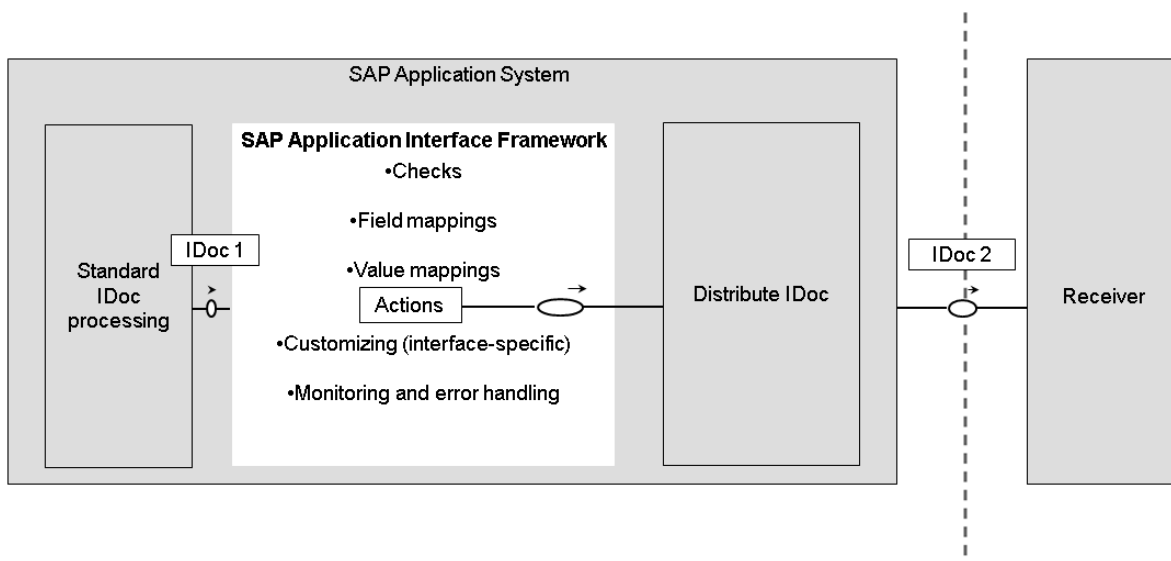 SAP Application System
SAP Application Interface Framework
•Checks
•Field mappings
•Value mappings
Actions
•Customizing (interface-specific)
•Monitoring and error handling
IDoc 1
Standard
IDoc
processing
Distribute IDoc
IDoc 2
Receiver